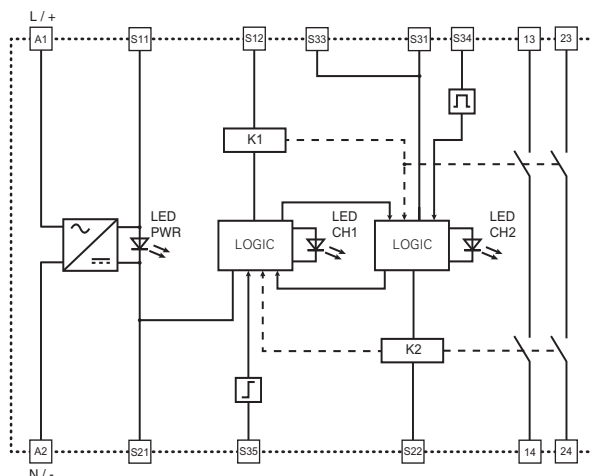 L / +
A1
S11
S12
S33
S31
S34
13
23
K1
LED
PWR
LOGIC
LED
CH1
LOGIC
LED
CH2
K2
A2
S21
S35
S22
14
24
N / -